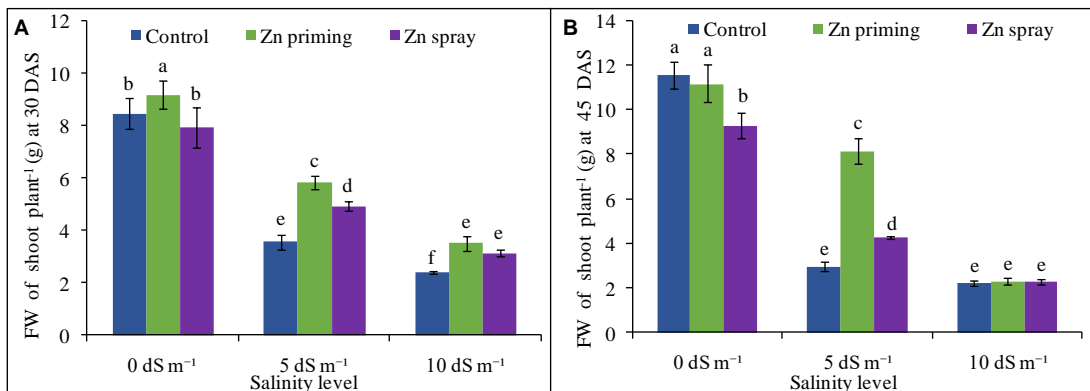 A
Control
Zn priming
Zn spray
FW of shoot plant⁻¹ (g) at 30 DAS
10
8
6
4
2
0
b
a
b
e
c
d
f
e
e
0 dS m⁻¹
5 dS m⁻¹
10 dS m⁻¹
Salinity level
B
Control
Zn priming
Zn spray
FW of shoot plant⁻¹ (g) at 45 DAS
14
12
10
8
6
4
2
0
a
a
b
e
c
d
e
e
e
0 dS m⁻¹
5 dS m⁻¹
10 dS m⁻¹
Salinity level